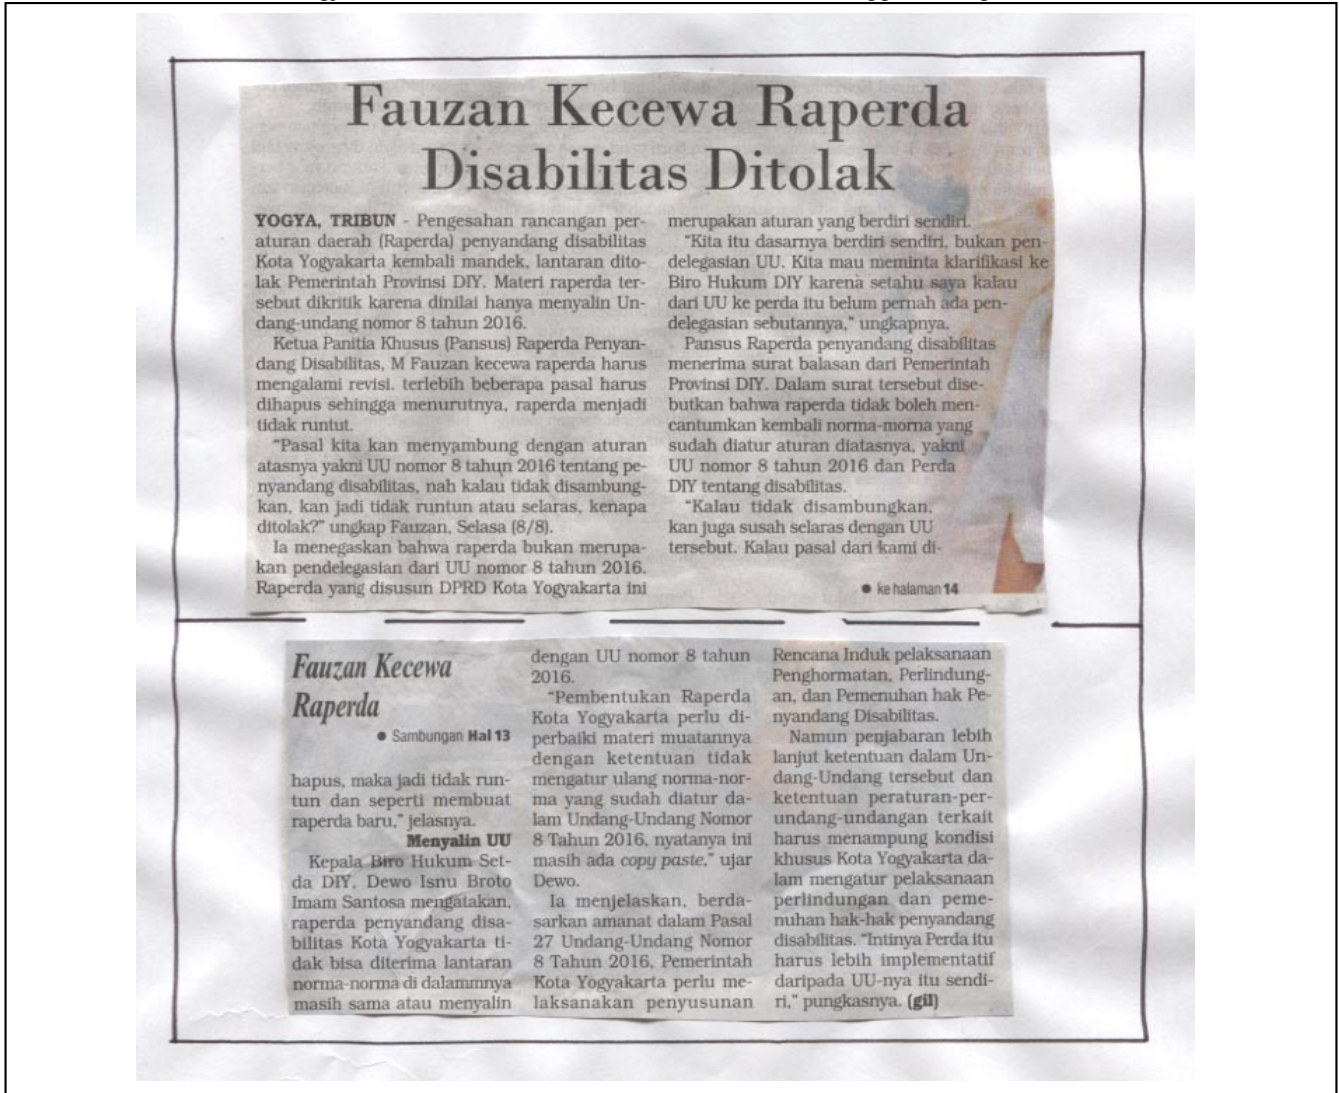 Fauzan Kecewa Raperda
Disabilitas Ditolak
YOGYA, TRIBUN - Pengesahan rancangan per-
aturan daerah (Raperda) penyandang disabilitas
Kota Yogyakarta kembali mandek, lantaran dito-
lak Pemerintah Provinsi DIY. Materi raperda ter-
sebut dikritik karena dinilai hanya menyalin Un-
dang-undang nomor 8 tahun 2016.
Ketua Panitia Khusus (Pansus) Raperda Penyan-
dang Disabilitas, M Fauzan kecewa raperda harus
mengalami revisi. terlebih beberapa pasal harus
dihapus sehingga menurutnya, raperda menjadi
tidak runtut.
"Pasal kita kan menyambung dengan aturan
atasnya yakni UU nomor 8 tahun 2016 tentang pe-
nyandang disabilitas, nah kalau tidak disambung-
kan, kan jadi tidak runtun atau selaras, kenapa
ditolak?" ungkap Fauzan, Selasa (8/8).
Ia menegaskan bahwa raperda bukan merupa-
kan pendelegasian dari UU nomor 8 tahun 2016.
Raperda yang disusun DPRD Kota Yogyakarta ini
merupakan aturan yang berdiri sendiri.
"Kita itu dasarnya berdiri sendiri, bukan pen-
delegasian UU. Kita mau meminta klarifikasi ke
Biro Hukum DIY karena setahu saya kalau
dari UU ke perda itu belum pernah ada pen-
delegasian sebutannya," ungkapnya.
Pansus Raperda penyandang disabilitas
menerima surat balasan dari Pemerintah
Provinsi DIY. Dalam surat tersebut dise-
butkan bahwa raperda tidak boleh men-
cantumkan kembali norma-morna yang
sudah diatur aturan diatasnya, yakni
UU nomor 8 tahun 2016 dan Perda
DIY tentang disabilitas.
"Kalau tidak disambungkan,
kan juga susah selaras dengan UU
tersebut. Kalau pasal dari kami di-
● ke halaman 14
Fauzan Kecewa
Raperda
● Sambungan Hal 13
hapus, maka jadi tidak run-
tun dan seperti membuat
raperda baru," jelasnya.
Menyalin UU
Kepala Biro Hukum Set-
da DIY, Dewo Isnu Broto
Imam Santosa mengatakan,
raperda penyandang disa-
bilitas Kota Yogyakarta ti-
dak bisa diterima lantaran
norma-norma di dalammnya
masih sama atau menyalin
dengan UU nomor 8 tahun
2016.
"Pembentukan Raperda
Kota Yogyakarta perlu di-
perbaiki materi muatannya
dengan ketentuan tidak
mengatur ulang norma-nor-
ma yang sudah diatur da-
lam Undang-Undang Nomor
8 Tahun 2016, nyatanya ini
masih ada copy paste," ujar
Dewo.
Ia menjelaskan, berda-
sarkan amanat dalam Pasal
27 Undang-Undang Nomor
8 Tahun 2016, Pemerintah
Kota Yogyakarta perlu me-
laksanakan penyusunan
Rencana Induk pelaksanaan
Penghormatan, Perlindung-
an, dan Pemenuhan hak Pe-
nyandang Disabilitas.
Namun penjabaran lebih
lanjut ketentuan dalam Un-
dang-Undang tersebut dan
ketentuan peraturan-per-
undang-undangan terkait
harus menampung kondisi
khusus Kota Yogyakarta da-
lam mengatur pelaksanaan
perlindungan dan peme-
nuhan hak-hak penyandang
disabilitas. "Intinya Perda itu
harus lebih implementatif
daripada UU-nya itu sendi-
ri," pungkasnya. (gil)